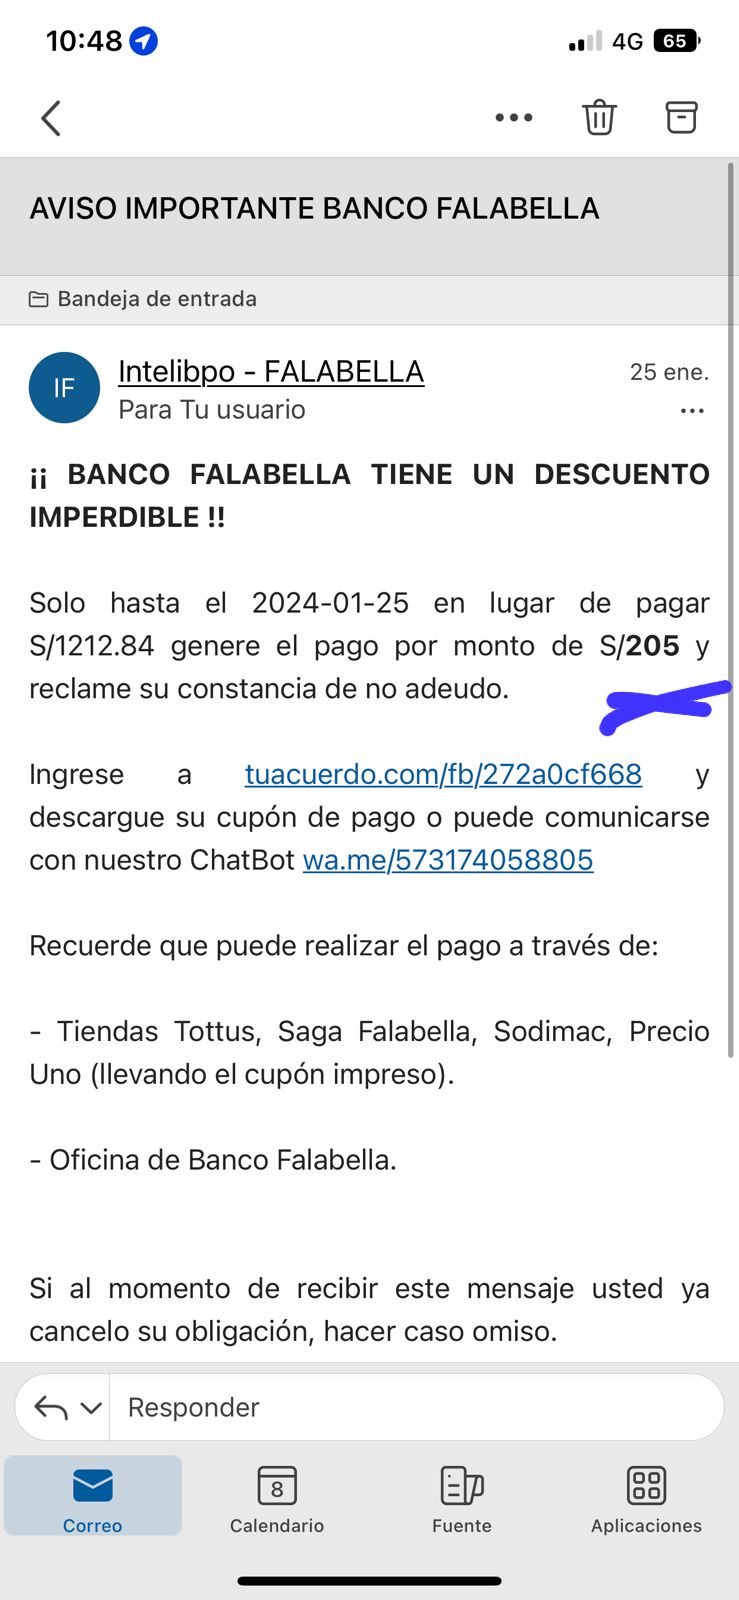 10:48
4G 65
AVISO IMPORTANTE BANCO FALABELLA
Bandeja de entrada
IF
Intelibpo - FALABELLA
25 ene.
Para Tu usuario
¡¡ BANCO FALABELLA TIENE UN DESCUENTO
IMPERDIBLE !!
Solo hasta el 2024-01-25 en lugar de pagar
S/1212.84 genere el pago por monto de S/205 y
reclame su constancia de no adeudo.
Ingrese a tuacuerdo.com/fb/272a0cf668 y
descargue su cupón de pago o puede comunicarse
con nuestro ChatBot wa.me/573174058805
Recuerde que puede realizar el pago a través de:
- Tiendas Tottus, Saga Falabella, Sodimac, Precio
Uno (llevando el cupón impreso).
- Oficina de Banco Falabella.
Si al momento de recibir este mensaje usted ya
cancelo su obligación, hacer caso omiso.
Responder
8
Correo
Calendario
Fuente
Aplicaciones